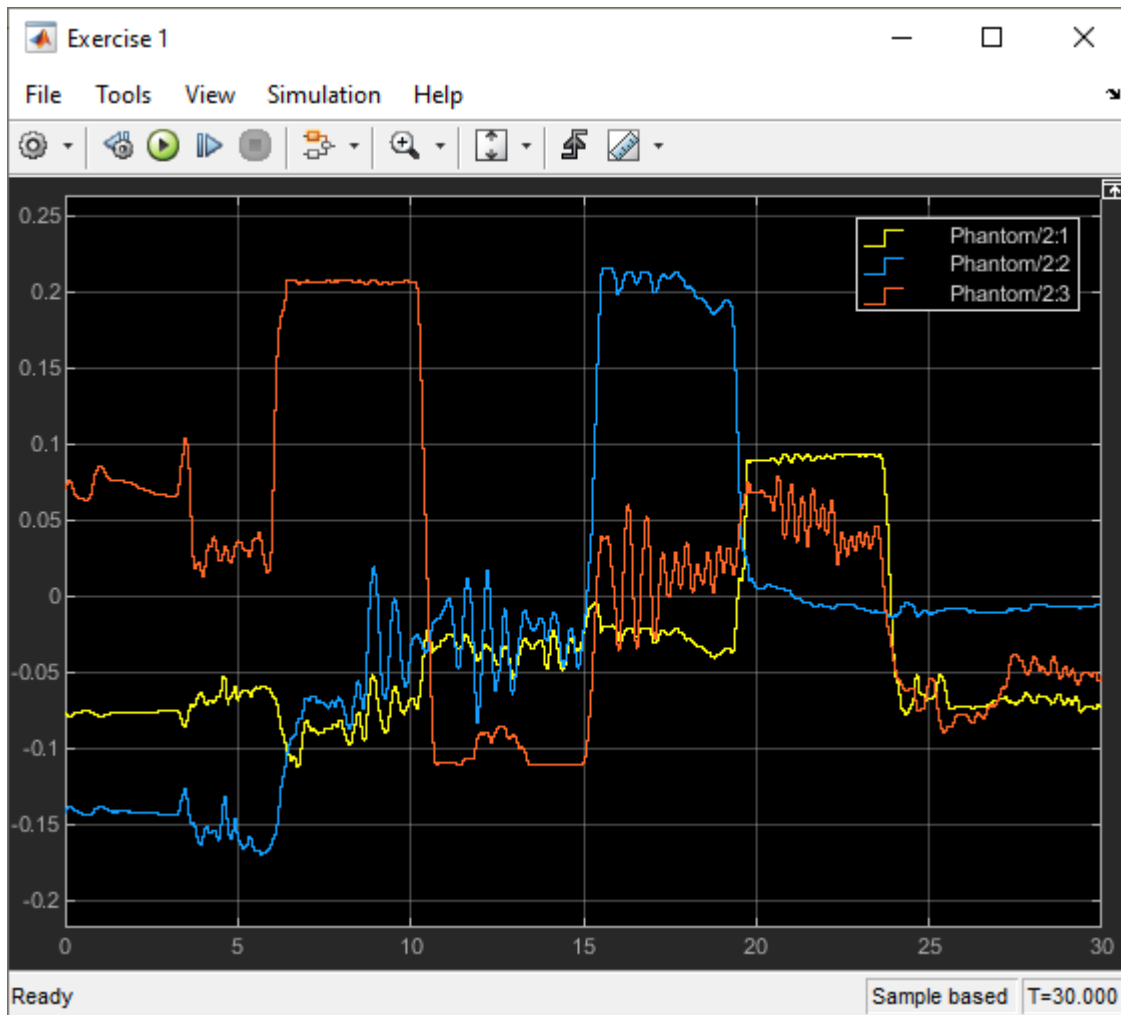 Exercise 1
File Tools View Simulation Help
0.25
0.2
0.15
0.1
0.05
0
-0.05
-0.1
-0.15
-0.2
Phantom/2:1
Phantom/2:2
Phantom/2:3
0 5 10 15 20 25 30
Ready Sample based T=30.000